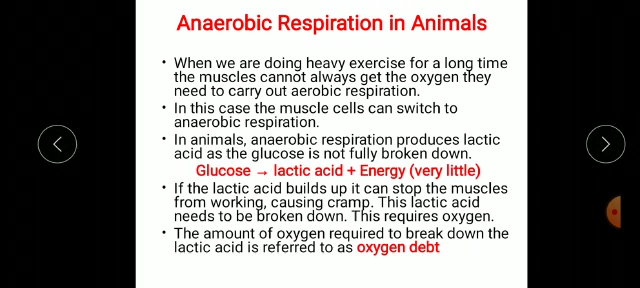 Anaerobic Respiration in Animals
• When we are doing heavy exercise for a long time
the muscles cannot always get the oxygen they
need to carry out aerobic respiration.
• In this case the muscle cells can switch to
anaerobic respiration.
• In animals, anaerobic respiration produces lactic
acid as the glucose is not fully broken down.
Glucose → lactic acid + Energy (very little)
• If the lactic acid builds up it can stop the muscles
from working, causing cramp. This lactic acid
needs to be broken down. This requires oxygen.
• The amount of oxygen required to break down the
lactic acid is referred to as oxygen debt